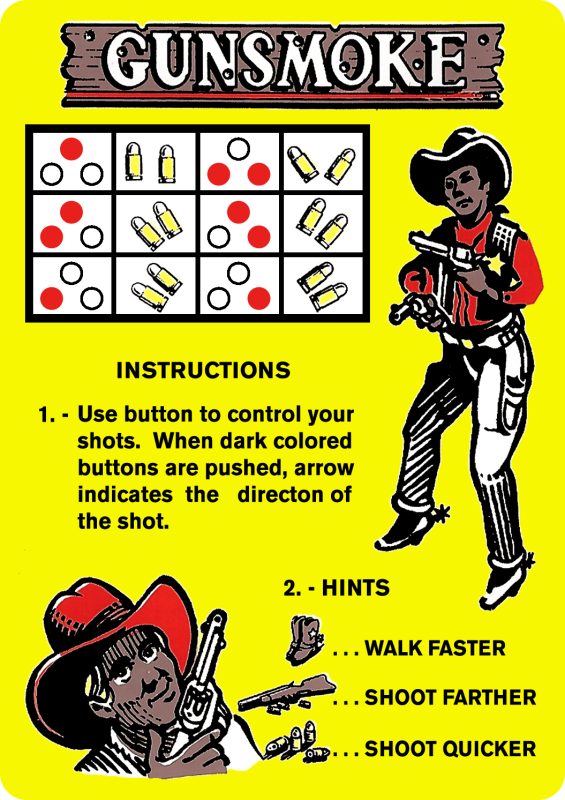 GUNSMOKE
INSTRUCTIONS
1. - Use button to control your
shots. When dark colored
buttons are pushed, arrow
indicates the directon of
the shot.
2. - HINTS
. . . WALK FASTER
. . . SHOOT FARTHER
. . . SHOOT QUICKER